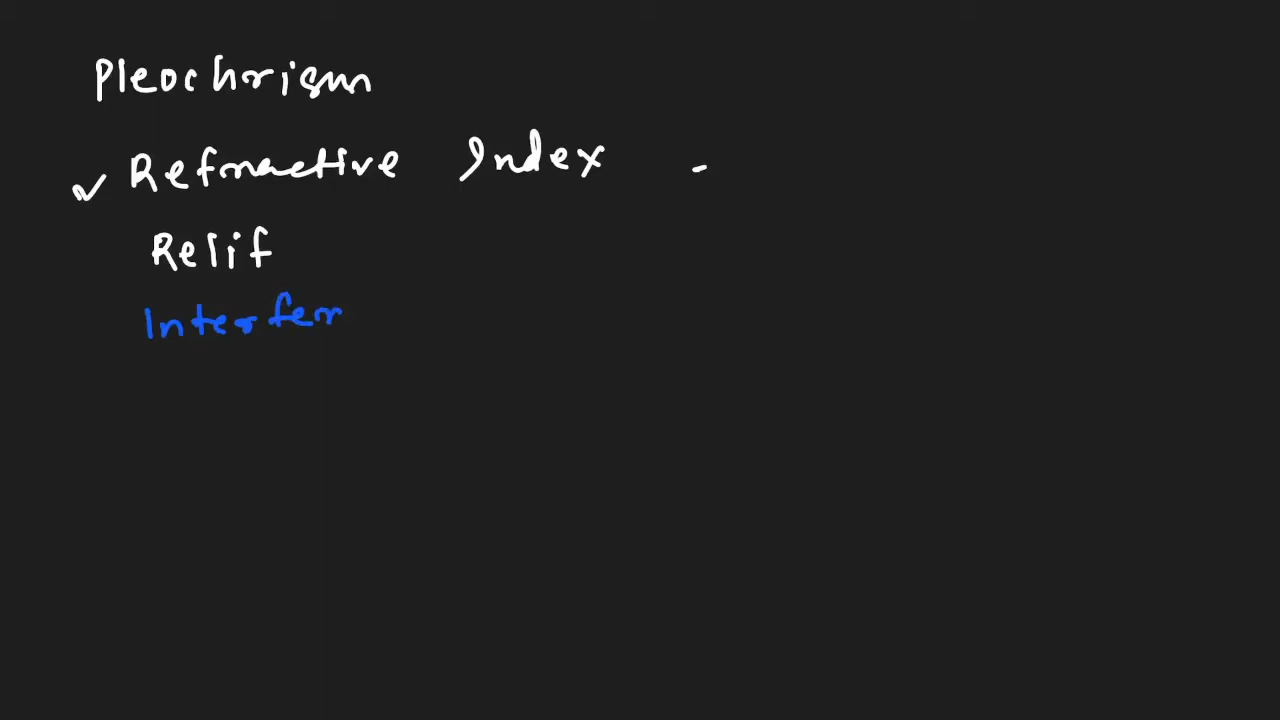 Pleochrism
✓ Refractive Index -
Relif
Interfer